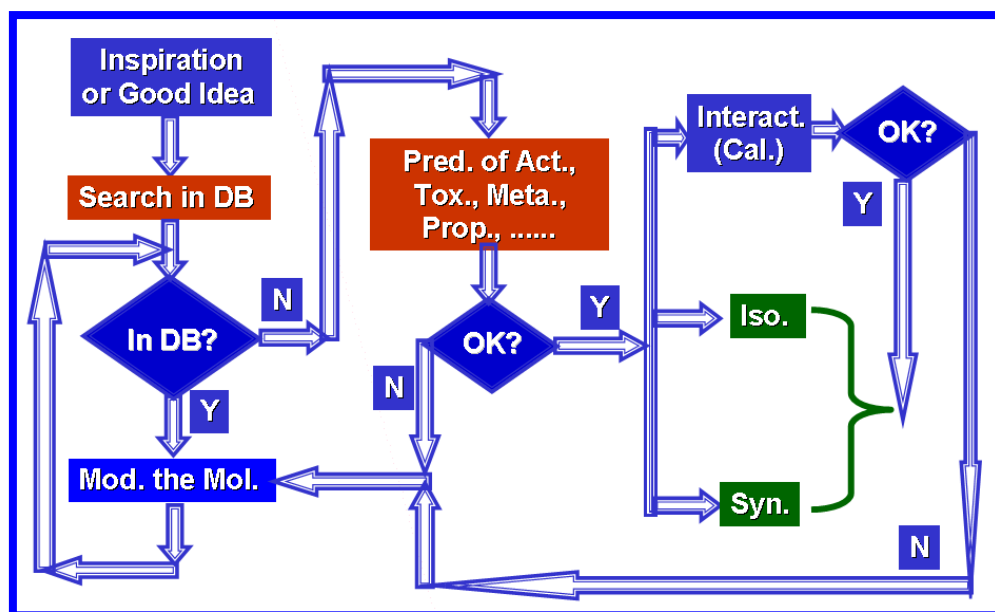 Inspiration
or Good Idea
Search in DB
In DB?
N
Y
Mod. the Mol.
Pred. of Act.,
Tox., Meta.,
Prop., ......
OK?
N
Y
Interact.
(Cal.)
OK?
Y
Iso.
Syn.
N